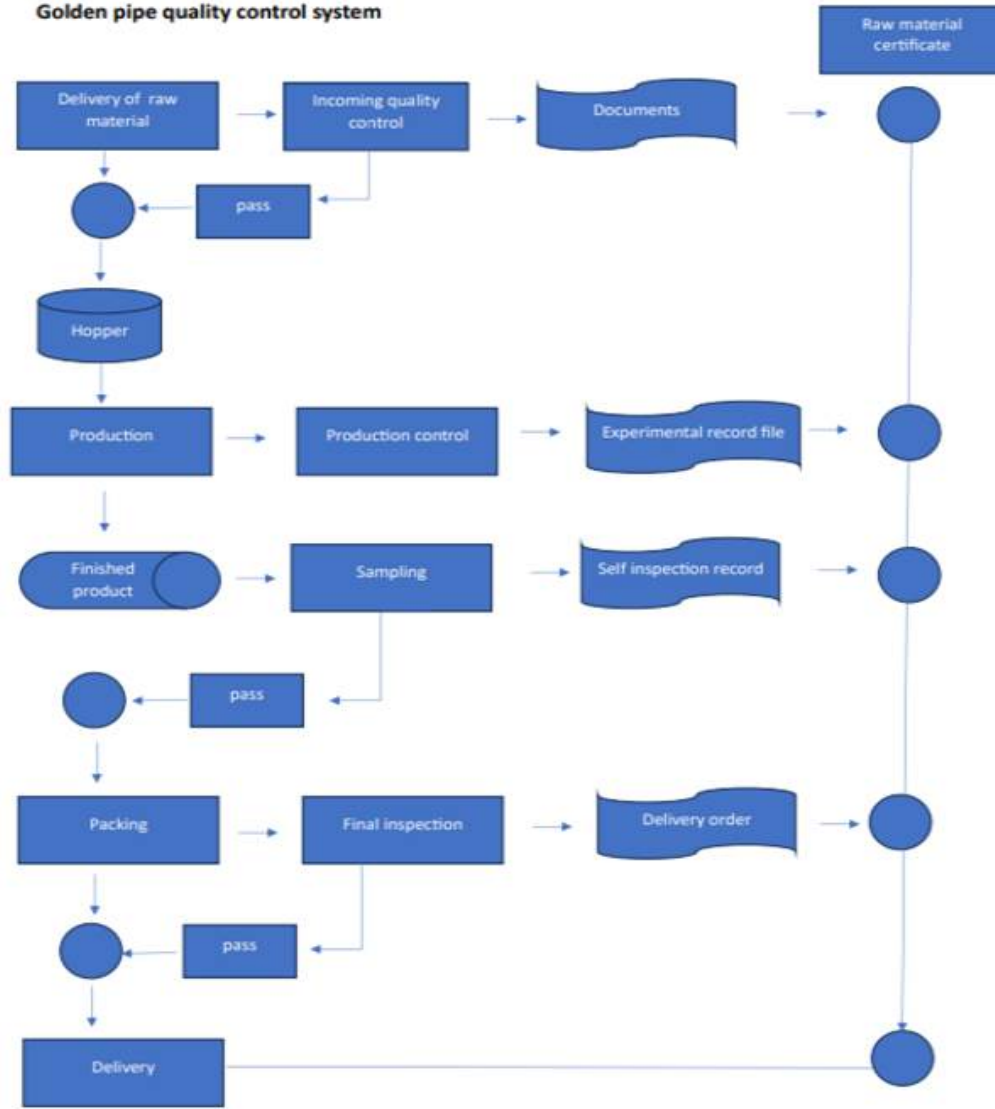 Golden pipe quality control system
Raw material
certificate
Delivery of raw
material
Incoming quality
control
Documents
pass
Hopper
Production
Production control
Experimental record file
Finished
product
Sampling
Self inspection record
pass
Packing
Final inspection
Delivery order
pass
Delivery